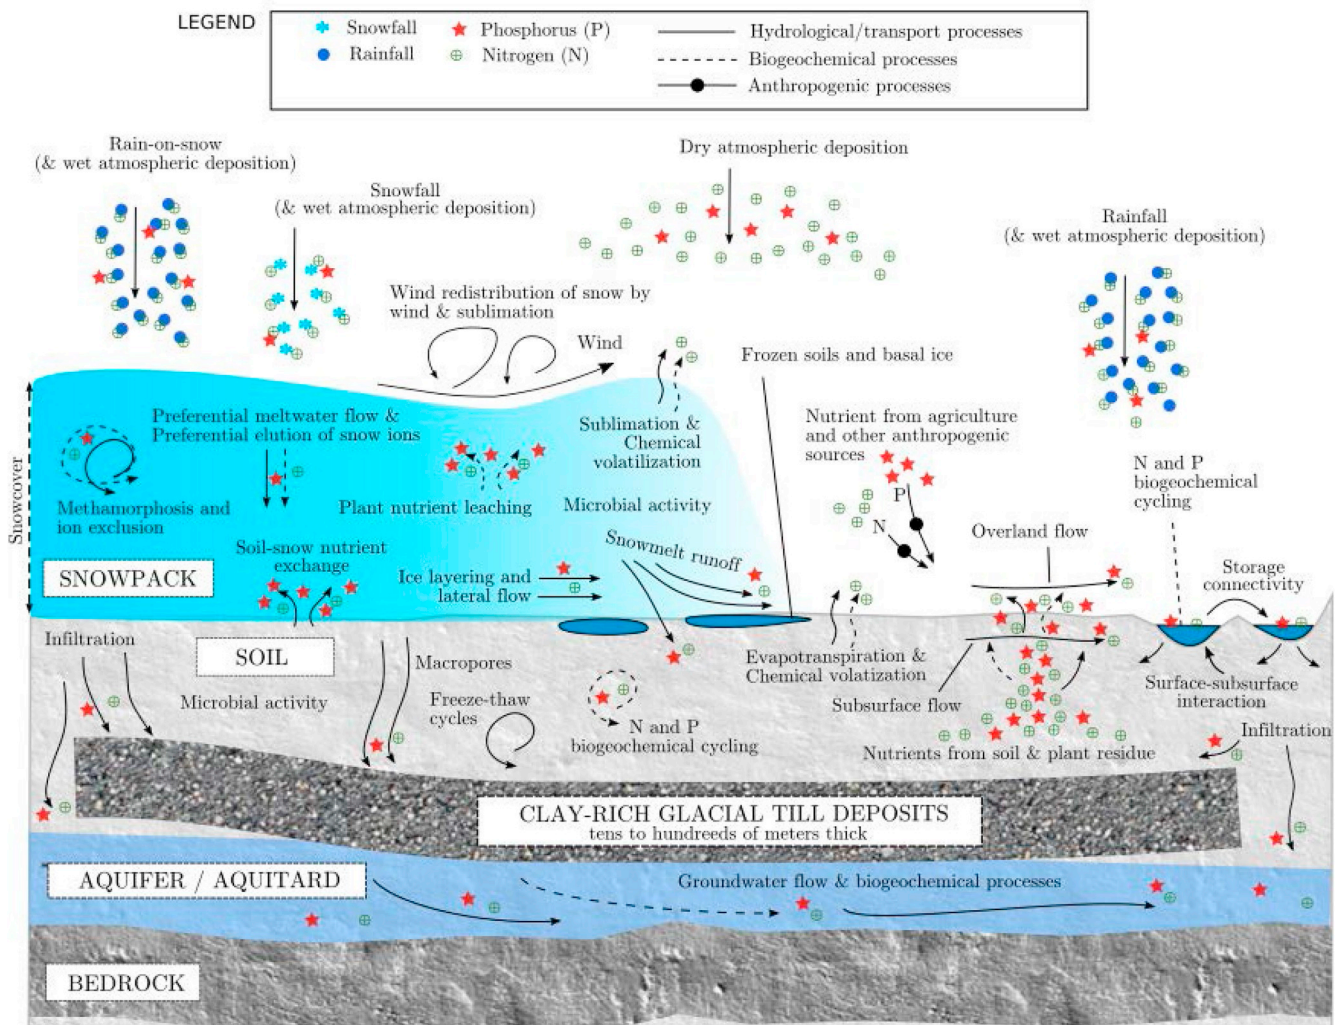 LEGEND
Snowfall
Rainfall
Phosphorus (P)
Nitrogen (N)
Hydrological/transport processes
Biogeochemical processes
Anthropogenic processes
Rain-on-snow
(& wet atmospheric deposition)
Snowfall
(& wet atmospheric deposition)
Dry atmospheric deposition
Rainfall
(& wet atmospheric deposition)
Wind redistribution of snow by
wind & sublimation
Wind
Frozen soils and basal ice
Snowcover
Preferential meltwater flow &
Preferential elution of snow ions
Sublimation &
Chemical
volatilization
Nutrient from agriculture
and other anthropogenic
sources
P
N
N and P
biogeochemical
cycling
Methamorphosis and
ion exclusion
Plant nutrient leaching
Microbial activity
Overland flow
Soil-snow nutrient
exchange
Snowmelt runoff
Storage
connectivity
SNOWPACK
Ice layering and
lateral flow
Infiltration
SOIL
Macropores
Evapotranspiration &
Chemical volatization
Subsurface flow
Surface-subsurface
interaction
Microbial activity
Freeze-thaw
cycles
N and P
biogeochemical cycling
Nutrients from soil & plant residue
Infiltration
CLAY-RICH GLACIAL TILL DEPOSITS
tens to hundreeds of meters thick
AQUIFER / AQUITARD
Groundwater flow & biogeochemical processes
BEDROCK